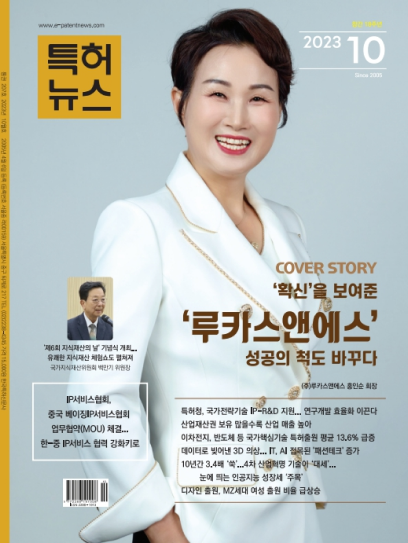 www.e-patentnews.com
특허
뉴스
2023 10
Since 2005
COVER STORY
‘확신’을 보여준
‘루카스앤에스’
성공의 척도 바꾸다
(주)루카스앤에스 홍인순 회장
‘제6회 지식재산의 날’ 기념식 개최...
유쾌한 지식재산 체험쇼도 펼쳐져
국가지식재산위원회 백만기 위원장
IP서비스협회,
중국 베이징IP서비스협회
업무협약(MOU) 체결...
한-중 IP서비스 협력 강화키로
특허청, 국가전략기술 IP-R&D 지원... 연구개발 효율화 이끈다
산업재산권 보유 많을수록 산업 매출 높아
이차전지, 반도체 등 국가핵심기술 특허출원 평균 13.6% 급증
데이터로 빚어낸 3D 의상... IT, AI 접목된 ‘패션테크’ 증가
10년간 3.4배 ‘쑥’...4차 산업혁명 기술이 ‘대세’...
눈에 띄는 인공지능 성장세 ‘주목’
디자인 출원, MZ세대 여성 출원 비율 급상승